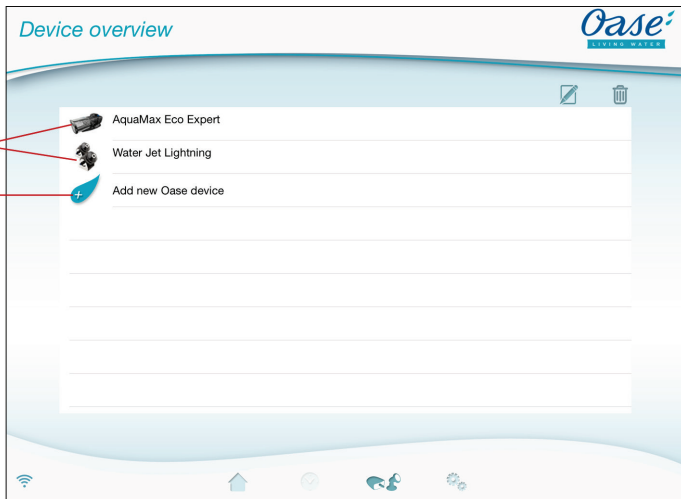 Device overview
Oase
LIVING WATER
AquaMax Eco Expert
Water Jet Lightning
Add new Oase device